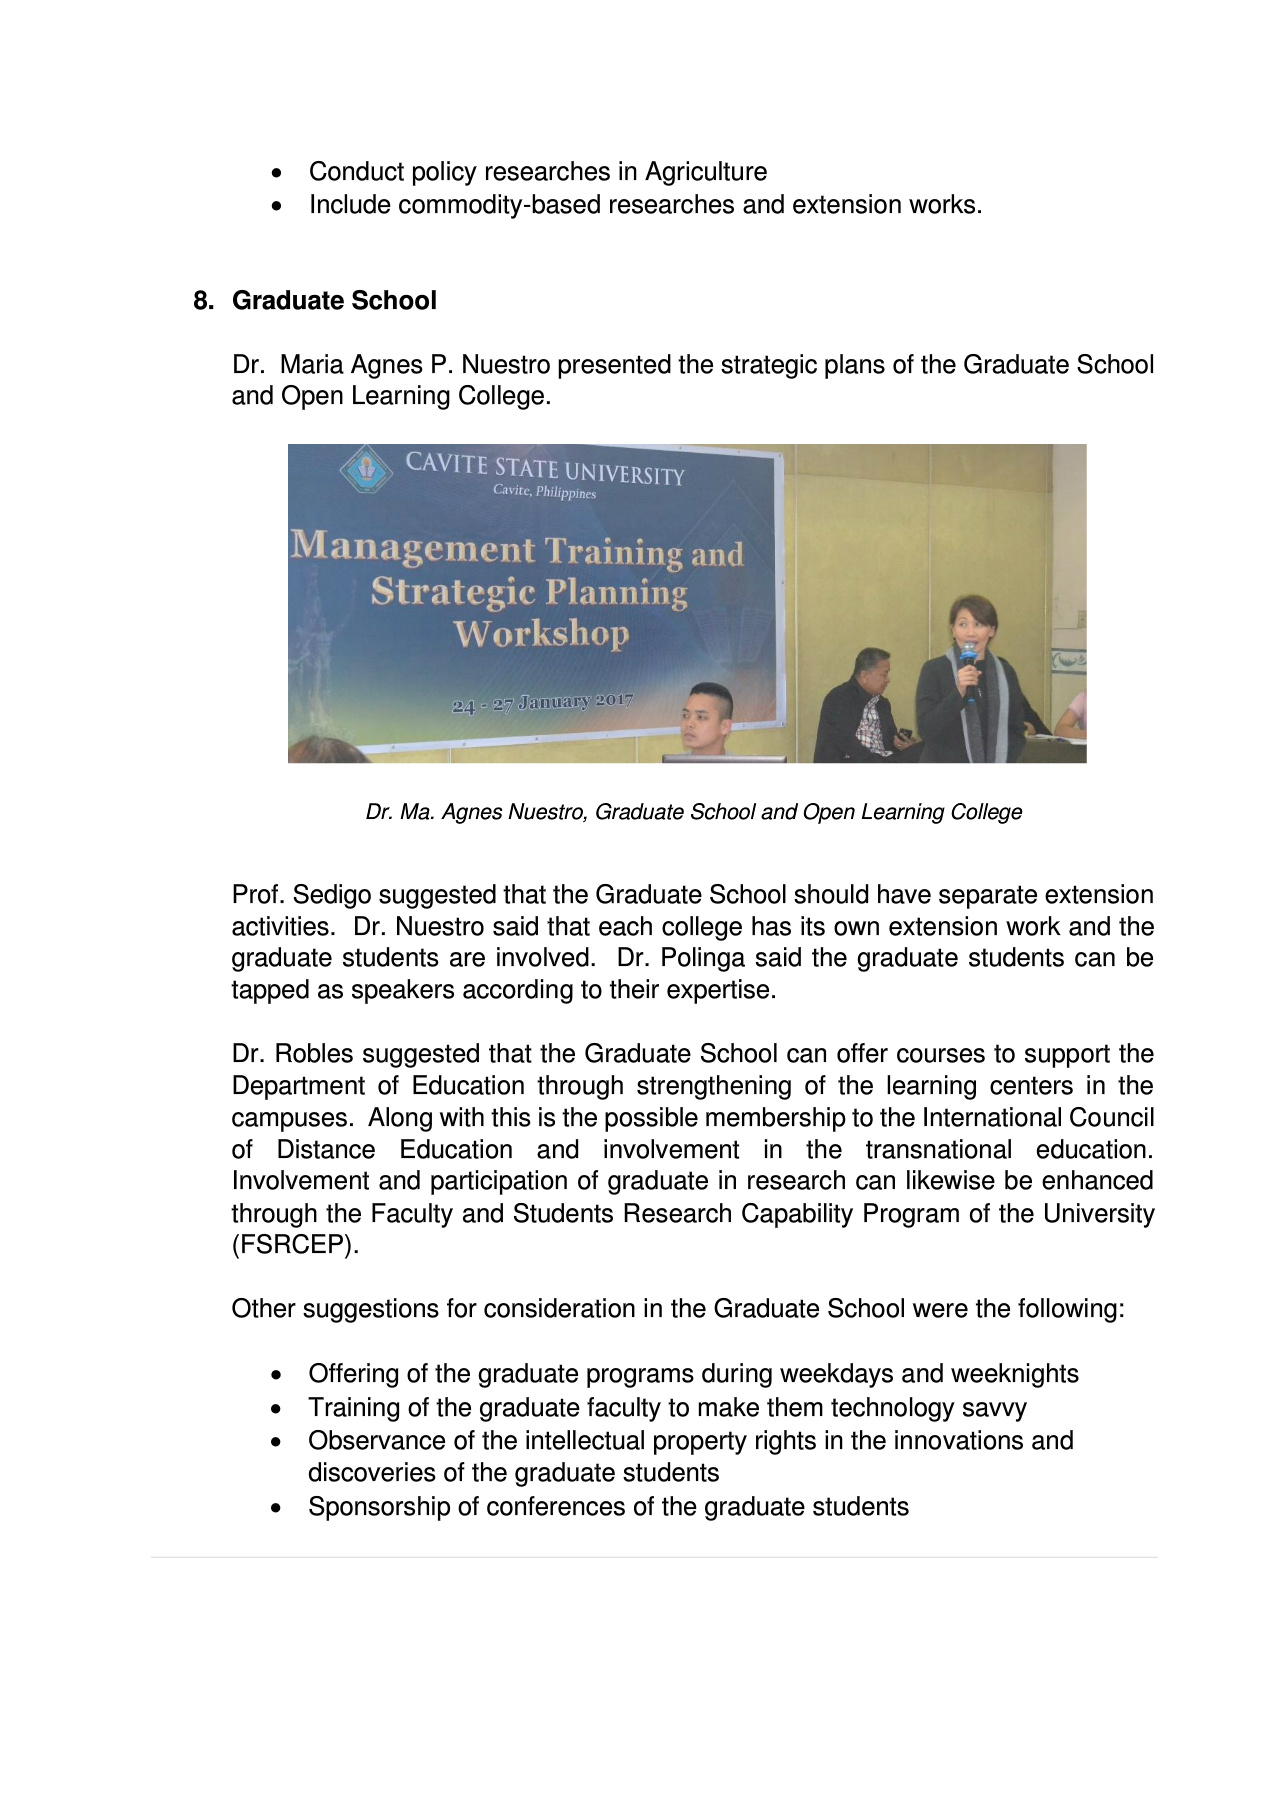 • Conduct policy researches in Agriculture
• Include commodity-based researches and extension works.
8. Graduate School
Dr. Maria Agnes P. Nuestro presented the strategic plans of the Graduate School
and Open Learning College.
CAVITE STATE UNIVERSITY
Cavite, Philippines
Management Training and
Strategic Planning
Workshop
24 - 27 January 2017
Dr. Ma. Agnes Nuestro, Graduate School and Open Learning College
Prof. Sedigo suggested that the Graduate School should have separate extension
activities. Dr. Nuestro said that each college has its own extension work and the
graduate students are involved. Dr. Polinga said the graduate students can be
tapped as speakers according to their expertise.
Dr. Robles suggested that the Graduate School can offer courses to support the
Department of Education through strengthening of the learning centers in the
campuses. Along with this is the possible membership to the International Council
of Distance Education and involvement in the transnational education.
Involvement and participation of graduate in research can likewise be enhanced
through the Faculty and Students Research Capability Program of the University
(FSRCEP).
Other suggestions for consideration in the Graduate School were the following:
• Offering of the graduate programs during weekdays and weeknights
• Training of the graduate faculty to make them technology savvy
• Observance of the intellectual property rights in the innovations and
discoveries of the graduate students
• Sponsorship of conferences of the graduate students